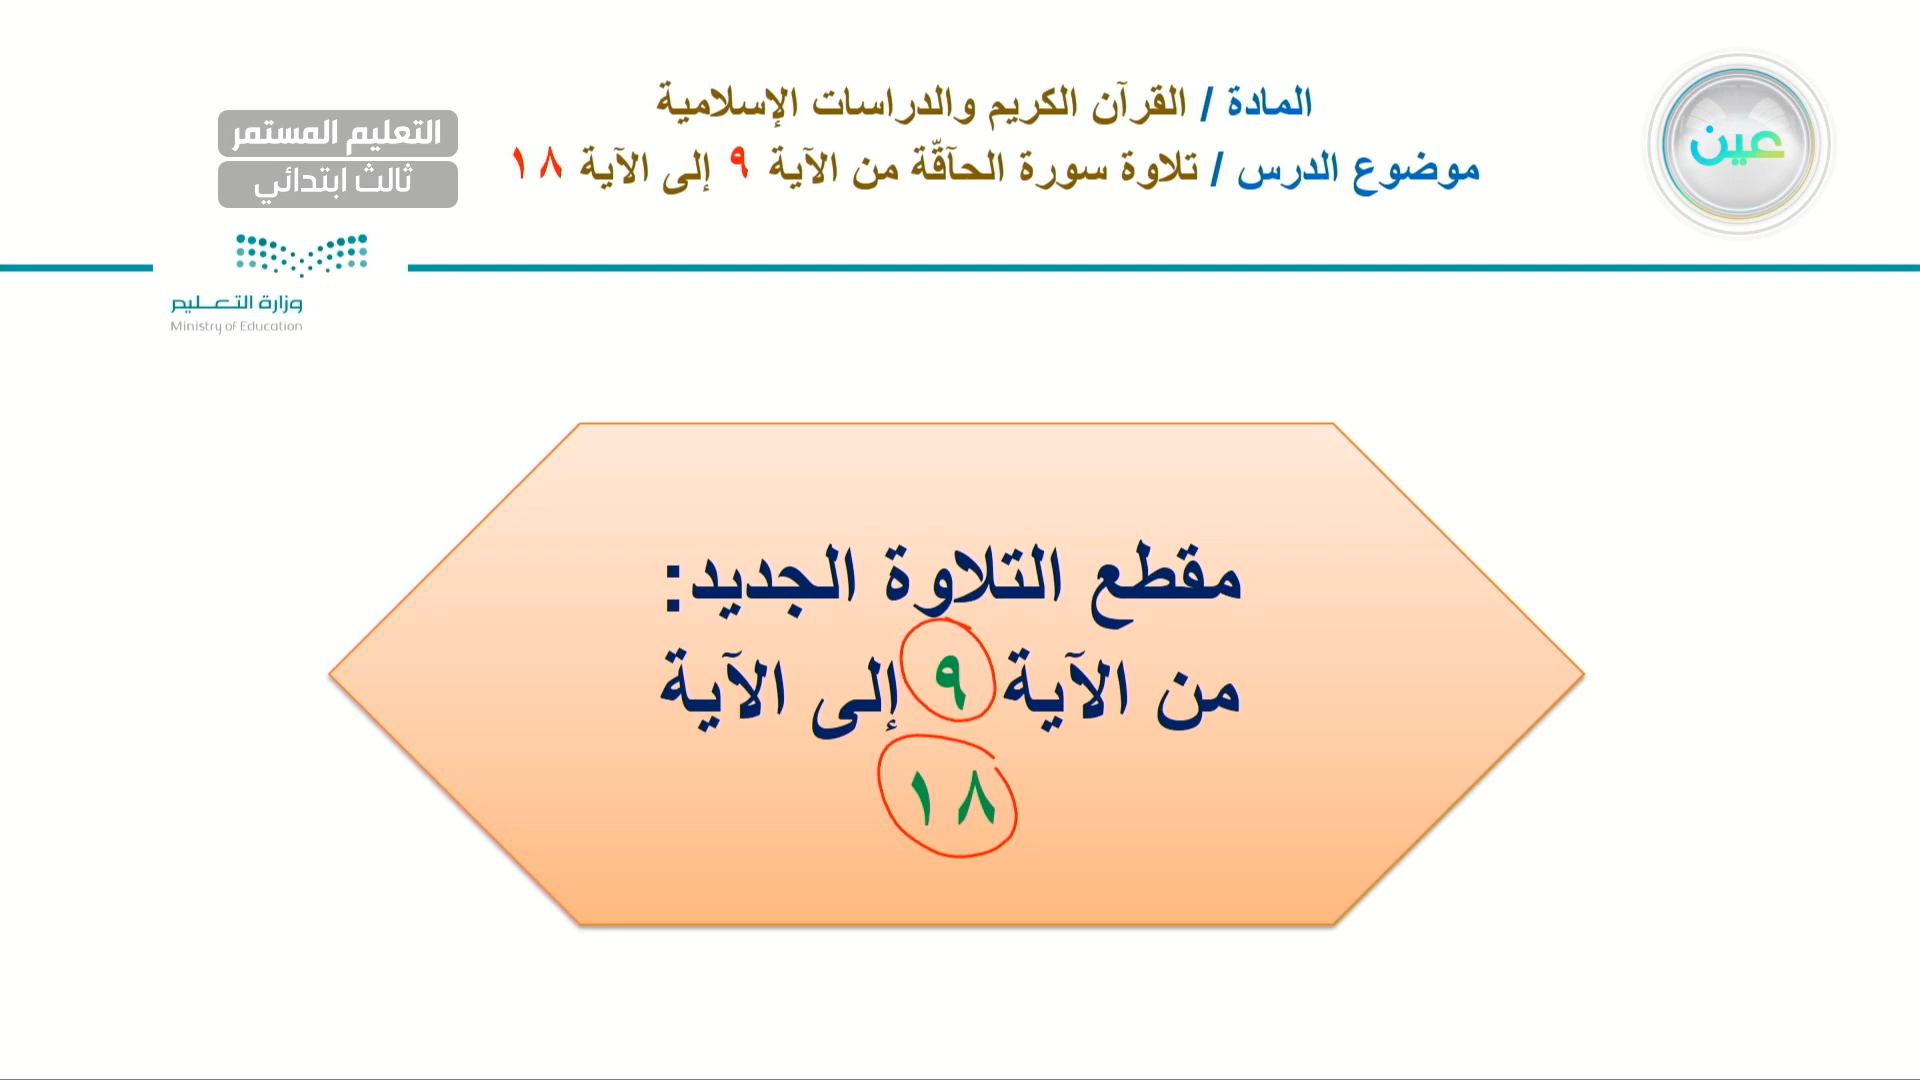 المادة / القرآن الكريم والدراسات الإسلامية
موضوع الدرس / تلاوة سورة الحآقّة من الآية ٩ إلى الآية ١٨
عين
التعليم المستمر
ثالث ابتدائي
وزارة التعليم
Ministry of Education
مقطع التلاوة الجديد:
من الآية ٩ إلى الآية
١٨